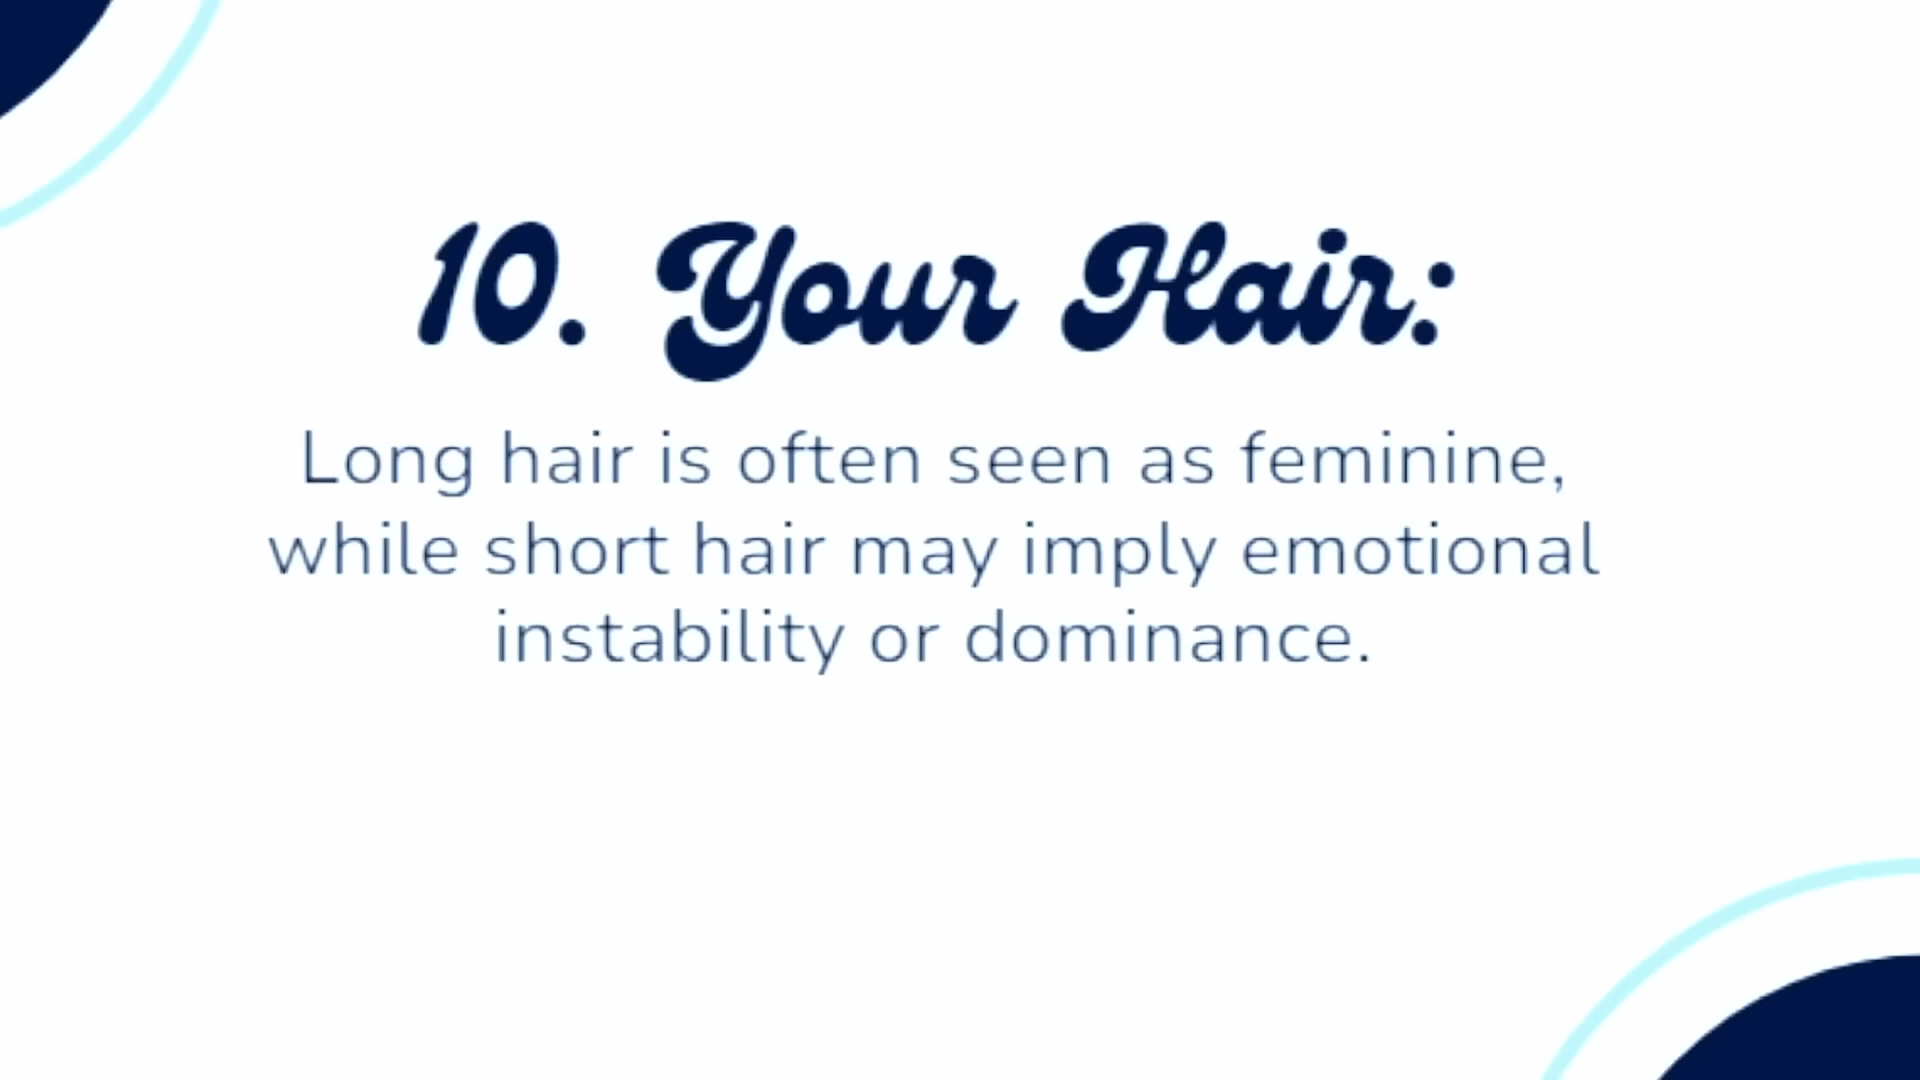 10. Your Hair:
Long hair is often seen as feminine,
while short hair may imply emotional
instability or dominance.